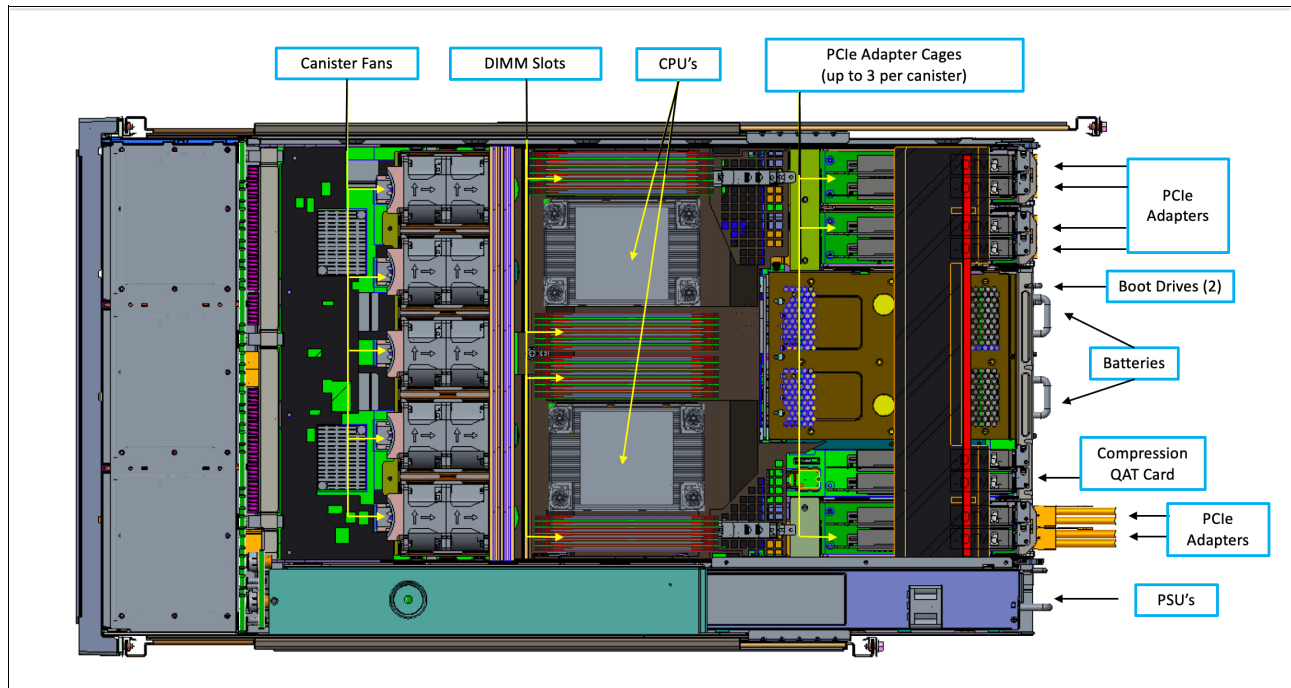 Canister Fans
DIMM Slots
CPU's
PCIe Adapter Cages
(up to 3 per canister)
PCIe
Adapters
Boot Drives (2)
Batteries
Compression
QAT Card
PCIe
Adapters
PSU's